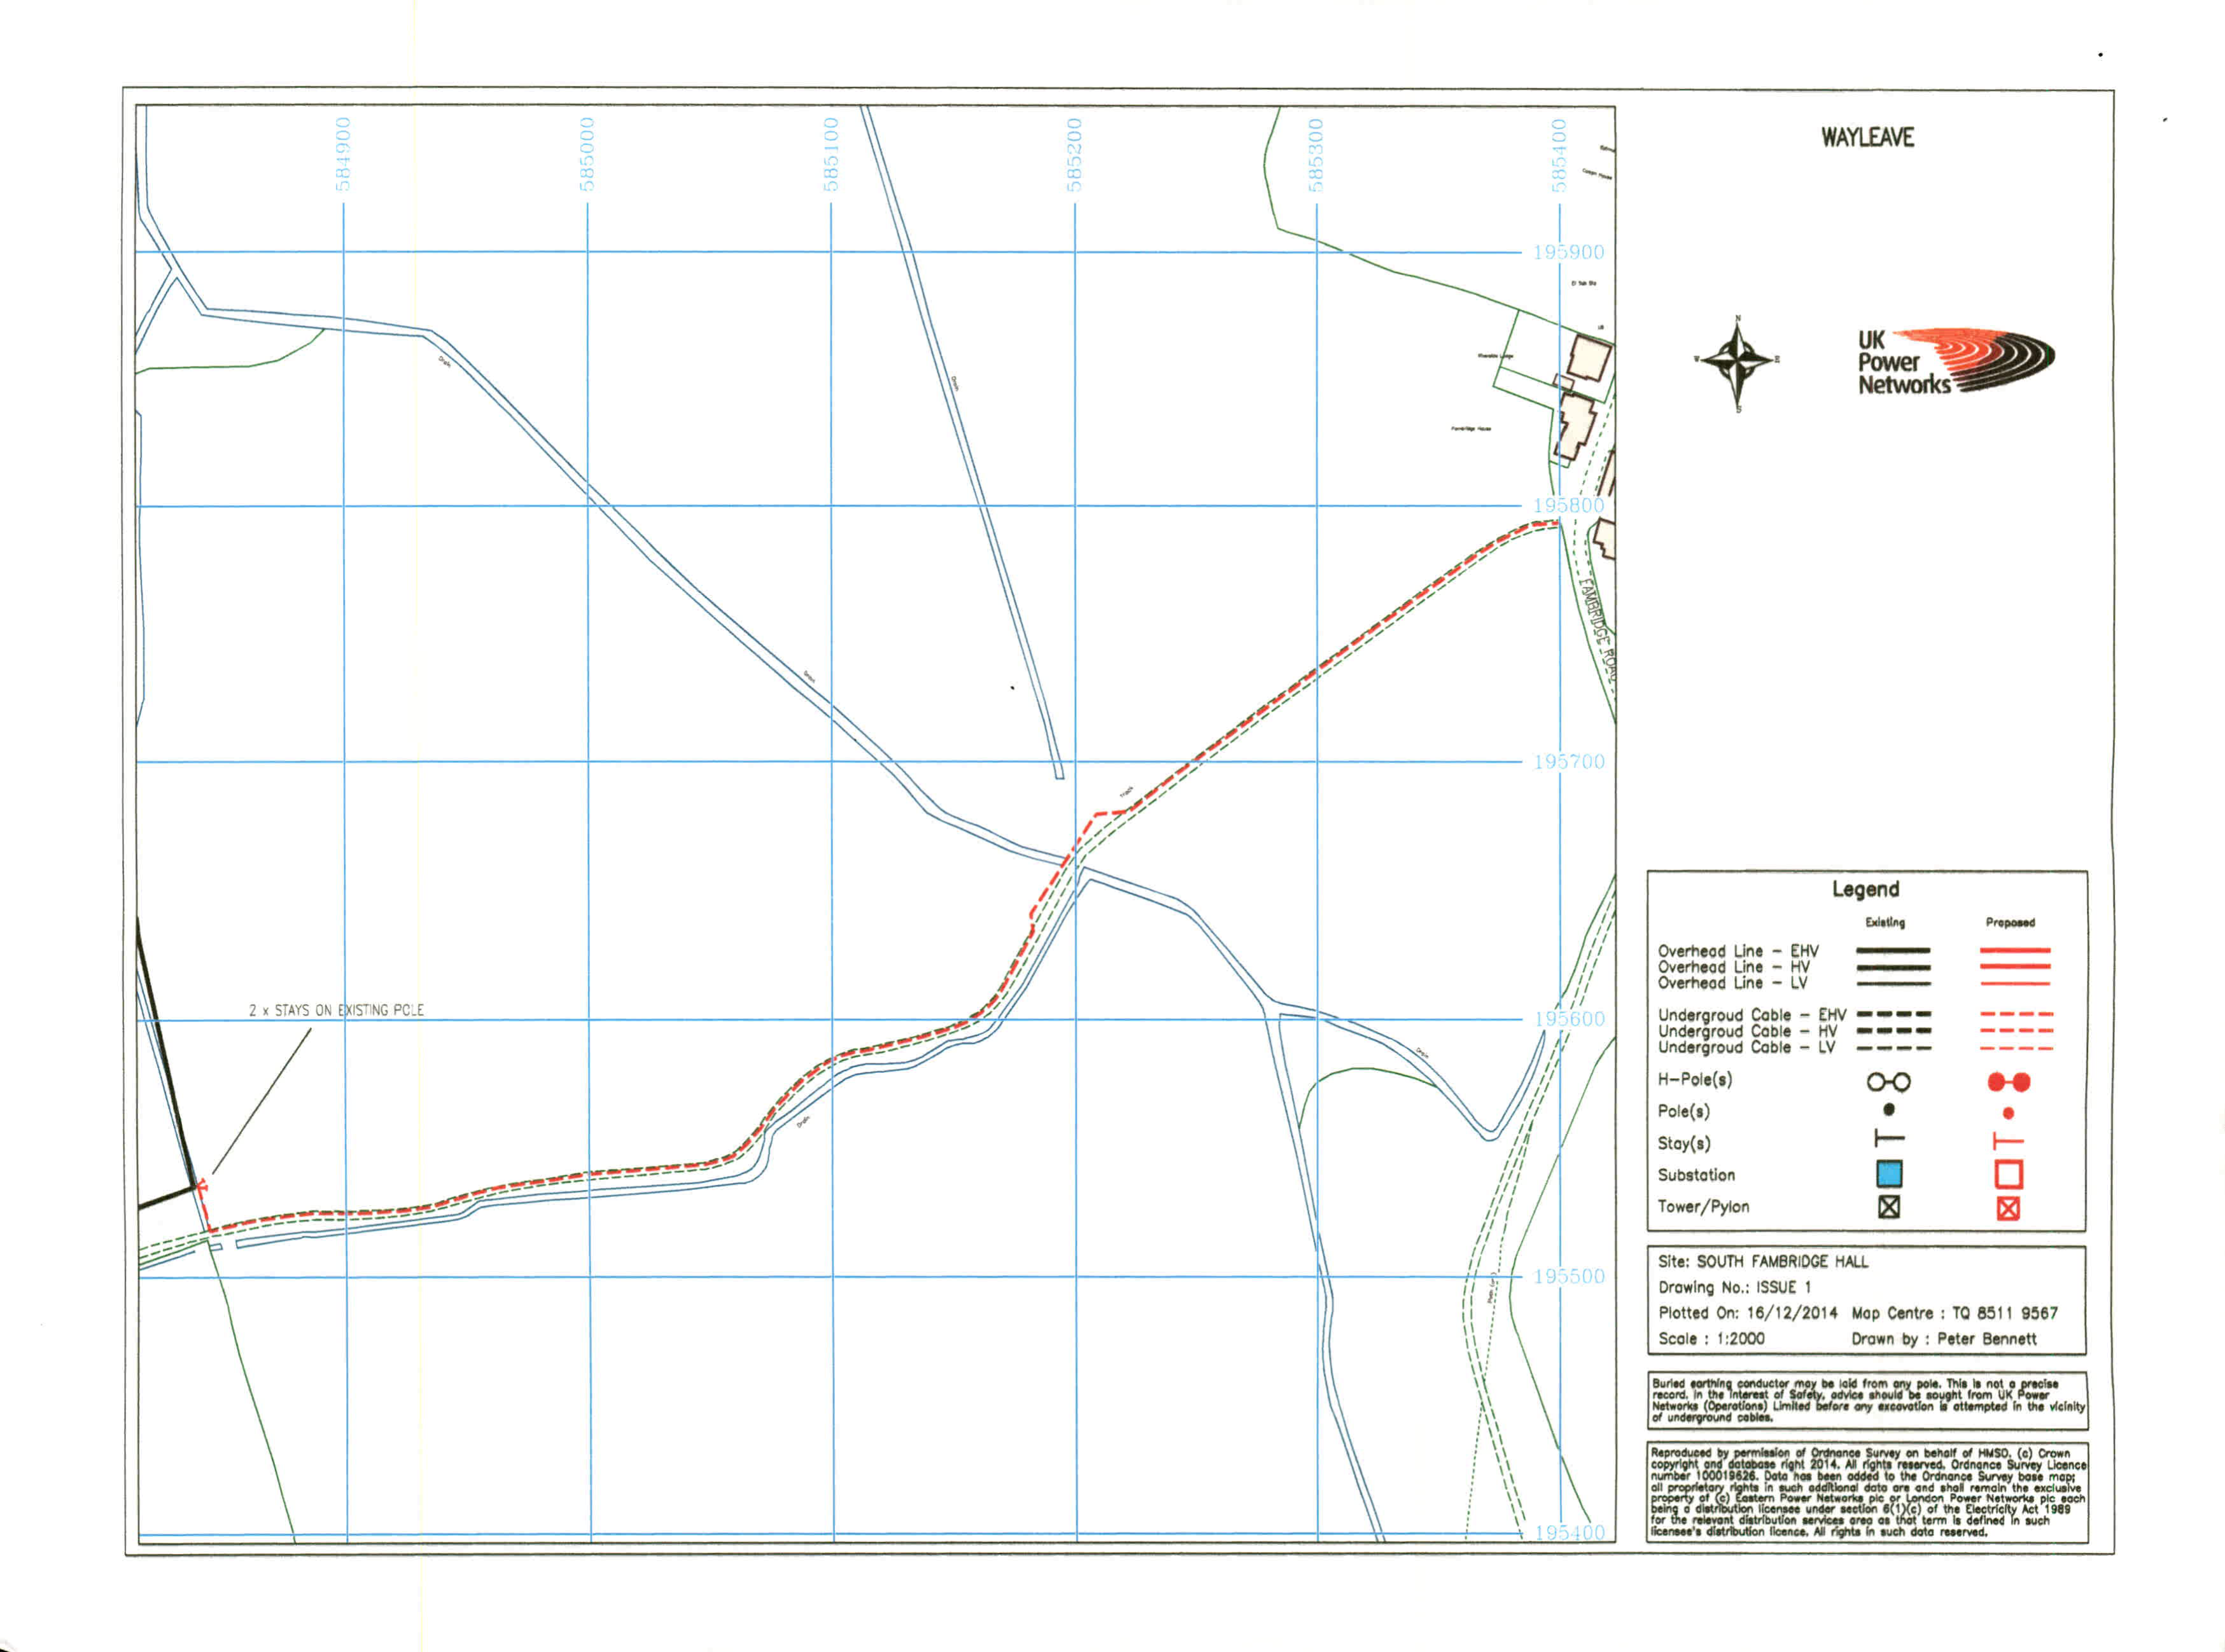 WAYLEAVE
584900
585000
585100
585200
585300
585400
195900
195800
195700
195600
195500
195400
El Sub Sta
LB
Fambridge House
Drain
Drain
Drain
Track
Drain
Drain
FAMBRIDGE ROAD
2 x STAYS ON EXISTING POLE
N
W
E
S
UK
Power
Networks
Legend
Existing
Proposed
Overhead Line - EHV
Overhead Line - HV
Overhead Line - LV
Undergroud Cable - EHV
Undergroud Cable - HV
Undergroud Cable - LV
H-Pole(s)
Pole(s)
Stay(s)
Substation
Tower/Pylon
Site: SOUTH FAMBRIDGE HALL
Drawing No.: ISSUE 1
Plotted On: 16/12/2014 Map Centre : TQ 8511 9567
Scale : 1:2000 Drawn by : Peter Bennett
Buried earthing conductor may be laid from any pole. This is not a precise
record. In the interest of Safety, advice should be sought from UK Power
Networks (Operations) Limited before any excavation is attempted in the vicinity
of underground cables.
Reproduced by permission of Ordnance Survey on behalf of HMSO. (c) Crown
copyright and database right 2014. All rights reserved. Ordnance Survey Licence
number 100019626. Data has been added to the Ordnance Survey base map;
all proprietary rights in such additional data are and shall remain the exclusive
property of (c) Eastern Power Networks plc or London Power Networks plc each
being a distribution licensee under section 6(1)(c) of the Electricity Act 1989
for the relevant distribution services area as that term is defined in such
licensee's distribution licence. All rights in such data reserved.